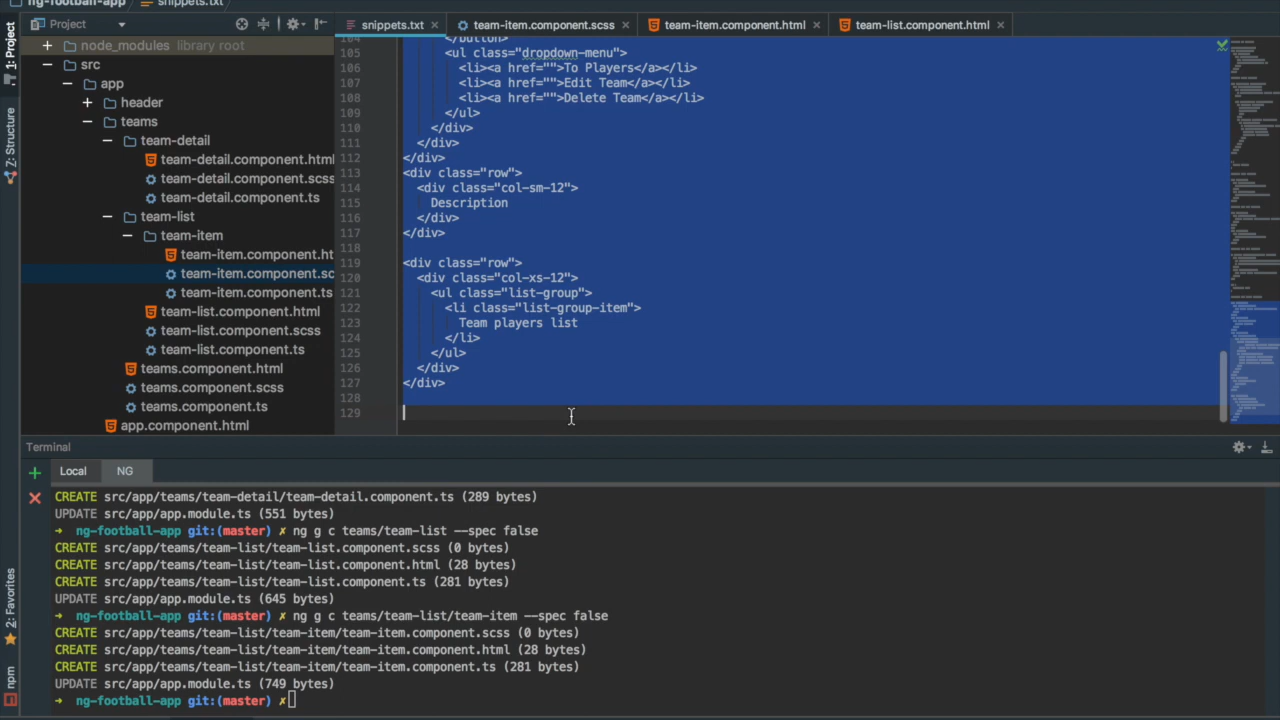 ng-football-app snippets.txt
Project
snippets.txt team-item.component.scss team-item.component.html team-list.component.html
1: Project
Z: Structure
2: Favorites
npm
node_modules library root
src
app
header
teams
team-detail
team-detail.component.html
team-detail.component.scss
team-detail.component.ts
team-list
team-item
team-item.component.ht
team-item.component.sc
team-item.component.ts
team-list.component.html
team-list.component.scss
team-list.component.ts
teams.component.html
teams.component.scss
teams.component.ts
app.component.html
104 </button>
105 <ul class="dropdown-menu">
106 <li><a href="">To Players</a></li>
107 <li><a href="">Edit Team</a></li>
108 <li><a href="">Delete Team</a></li>
109 </ul>
110 </div>
111 </div>
112 </div>
113 <div class="row">
114 <div class="col-sm-12">
115 Description
116 </div>
117 </div>
118
119 <div class="row">
120 <div class="col-xs-12">
121 <ul class="list-group">
122 <li class="list-group-item">
123 Team players list
124 </li>
125 </ul>
126 </div>
127 </div>
128
129
Terminal
Local NG
CREATE src/app/teams/team-detail/team-detail.component.ts (289 bytes)
UPDATE src/app/app.module.ts (551 bytes)
➜ ng-football-app git:(master) ✗ ng g c teams/team-list --spec false
CREATE src/app/teams/team-list/team-list.component.scss (0 bytes)
CREATE src/app/teams/team-list/team-list.component.html (28 bytes)
CREATE src/app/teams/team-list/team-list.component.ts (281 bytes)
UPDATE src/app/app.module.ts (645 bytes)
➜ ng-football-app git:(master) ✗ ng g c teams/team-list/team-item --spec false
CREATE src/app/teams/team-list/team-item/team-item.component.scss (0 bytes)
CREATE src/app/teams/team-list/team-item/team-item.component.html (28 bytes)
CREATE src/app/teams/team-list/team-item/team-item.component.ts (281 bytes)
UPDATE src/app/app.module.ts (749 bytes)
➜ ng-football-app git:(master) ✗